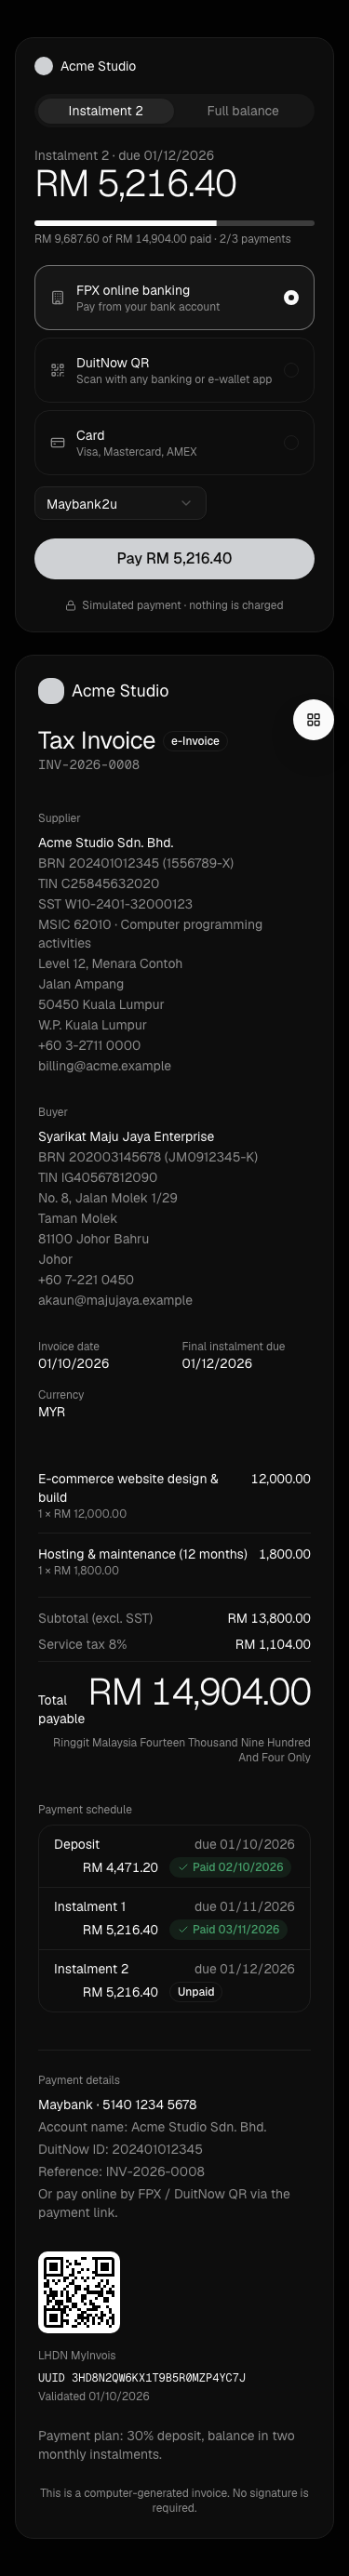 Acme Studio
Instalment 2
Full balance
Instalment 2 · due 01/12/2026
RM 5,216.40
RM 9,687.60 of RM 14,904.00 paid · 2/3 payments
FPX online banking
Pay from your bank account
DuitNow QR
Scan with any banking or e-wallet app
Card
Visa, Mastercard, AMEX
Maybank2u
Pay RM 5,216.40
Simulated payment · nothing is charged
Acme Studio
Tax Invoice e-Invoice
INV-2026-0008
Supplier
Acme Studio Sdn. Bhd.
BRN 202401012345 (1556789-X)
TIN C25845632020
SST W10-2401-32000123
MSIC 62010 · Computer programming
activities
Level 12, Menara Contoh
Jalan Ampang
50450 Kuala Lumpur
W.P. Kuala Lumpur
+60 3-2711 0000
billing@acme.example
Buyer
Syarikat Maju Jaya Enterprise
BRN 202003145678 (JM0912345-K)
TIN IG40567812090
No. 8, Jalan Molek 1/29
Taman Molek
81100 Johor Bahru
Johor
+60 7-221 0450
akaun@majujaya.example
Invoice date
01/10/2026
Final instalment due
01/12/2026
Currency
MYR
E-commerce website design &
build
12,000.00
1 × RM 12,000.00
Hosting & maintenance (12 months) 1,800.00
1 × RM 1,800.00
Subtotal (excl. SST) RM 13,800.00
Service tax 8% RM 1,104.00
Total
payable
RM 14,904.00
Ringgit Malaysia Fourteen Thousand Nine Hundred
And Four Only
Payment schedule
Deposit due 01/10/2026
RM 4,471.20 Paid 02/10/2026
Instalment 1 due 01/11/2026
RM 5,216.40 Paid 03/11/2026
Instalment 2 due 01/12/2026
RM 5,216.40 Unpaid
Payment details
Maybank · 5140 1234 5678
Account name: Acme Studio Sdn. Bhd.
DuitNow ID: 202401012345
Reference: INV-2026-0008
Or pay online by FPX / DuitNow QR via the
payment link.
LHDN MyInvois
UUID 3HD8N2QW6KX1T9B5R0MZP4YC7J
Validated 01/10/2026
Payment plan: 30% deposit, balance in two
monthly instalments.
This is a computer-generated invoice. No signature is
required.